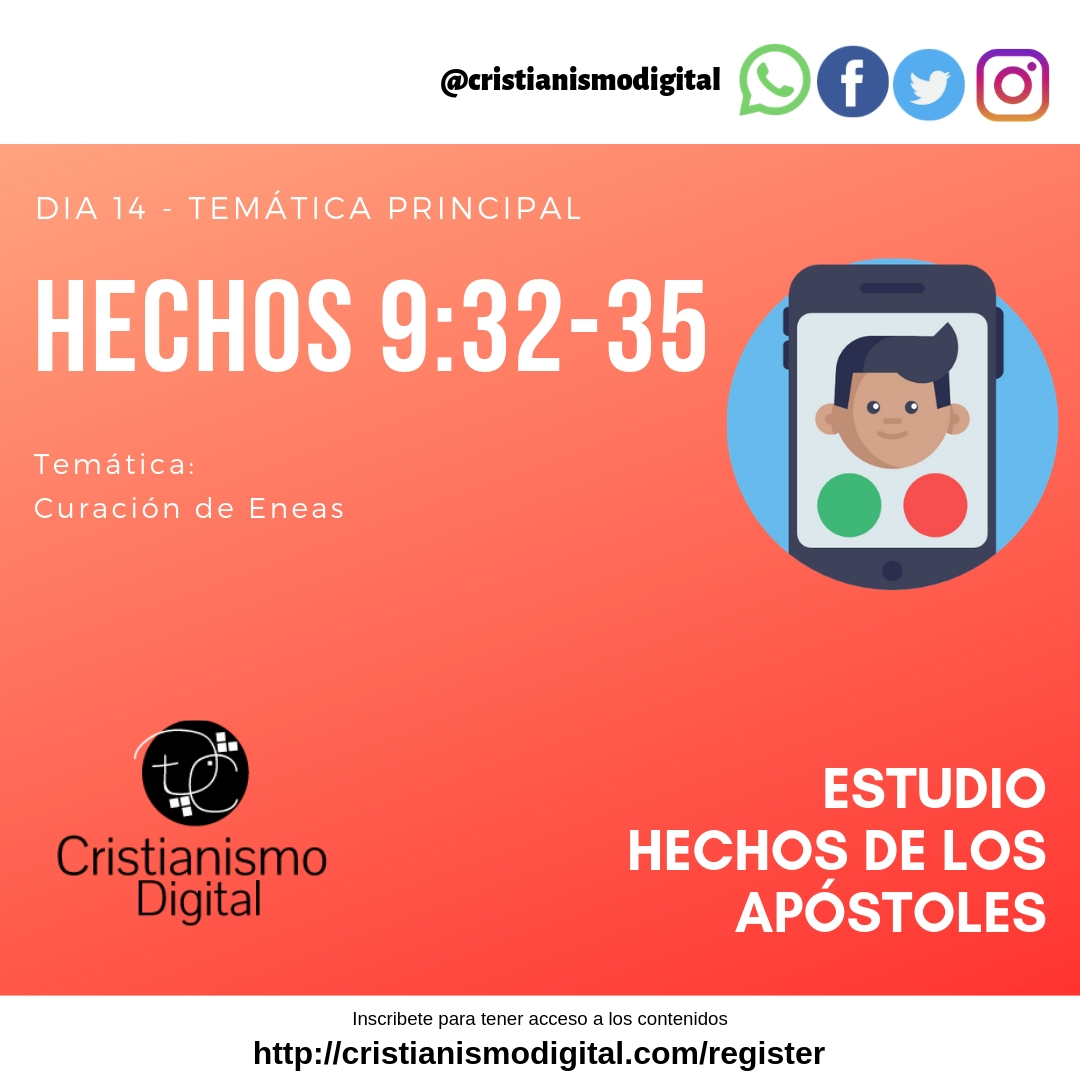 @cristianismodigital
DIA 14 - TEMÁTICA PRINCIPAL
HECHOS 9:32-35
Temática:
Curación de Eneas
Cristianismo
Digital
ESTUDIO
HECHOS DE LOS
APÓSTOLES
Inscribete para tener acceso a los contenidos
http://cristianismodigital.com/register